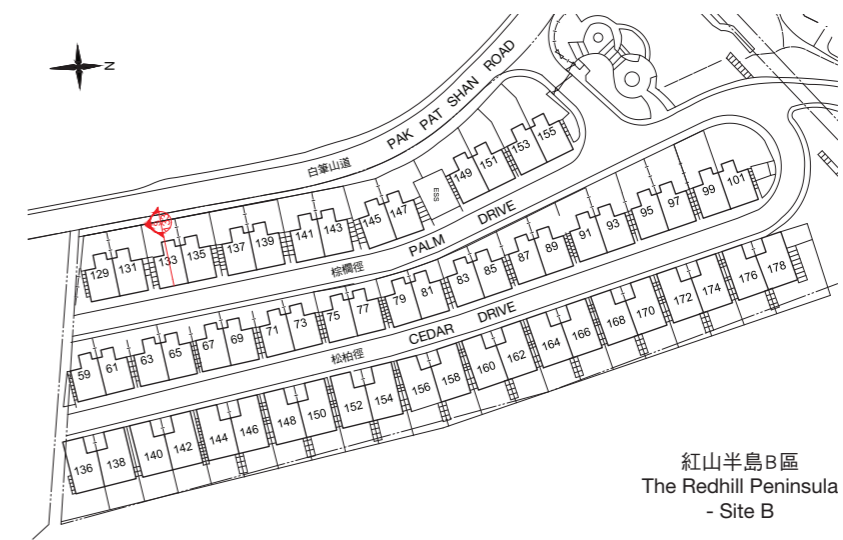 N
PAK PAT SHAN ROAD
白筆山道
149 151 153 155
ESS
129 131 133 135 137 139 141 143 145 147
PALM DRIVE
棕櫚徑
59 61 63 65 67 69 71 73 75 77 79 81 83 85 87 89 91 93 95 97 99 101
CEDAR DRIVE
松柏徑
136 138 140 142 144 146 148 150 152 154 156 158 160 162 164 166 168 170 172 174 176 178
紅山半島B區
The Redhill Peninsula
- Site B